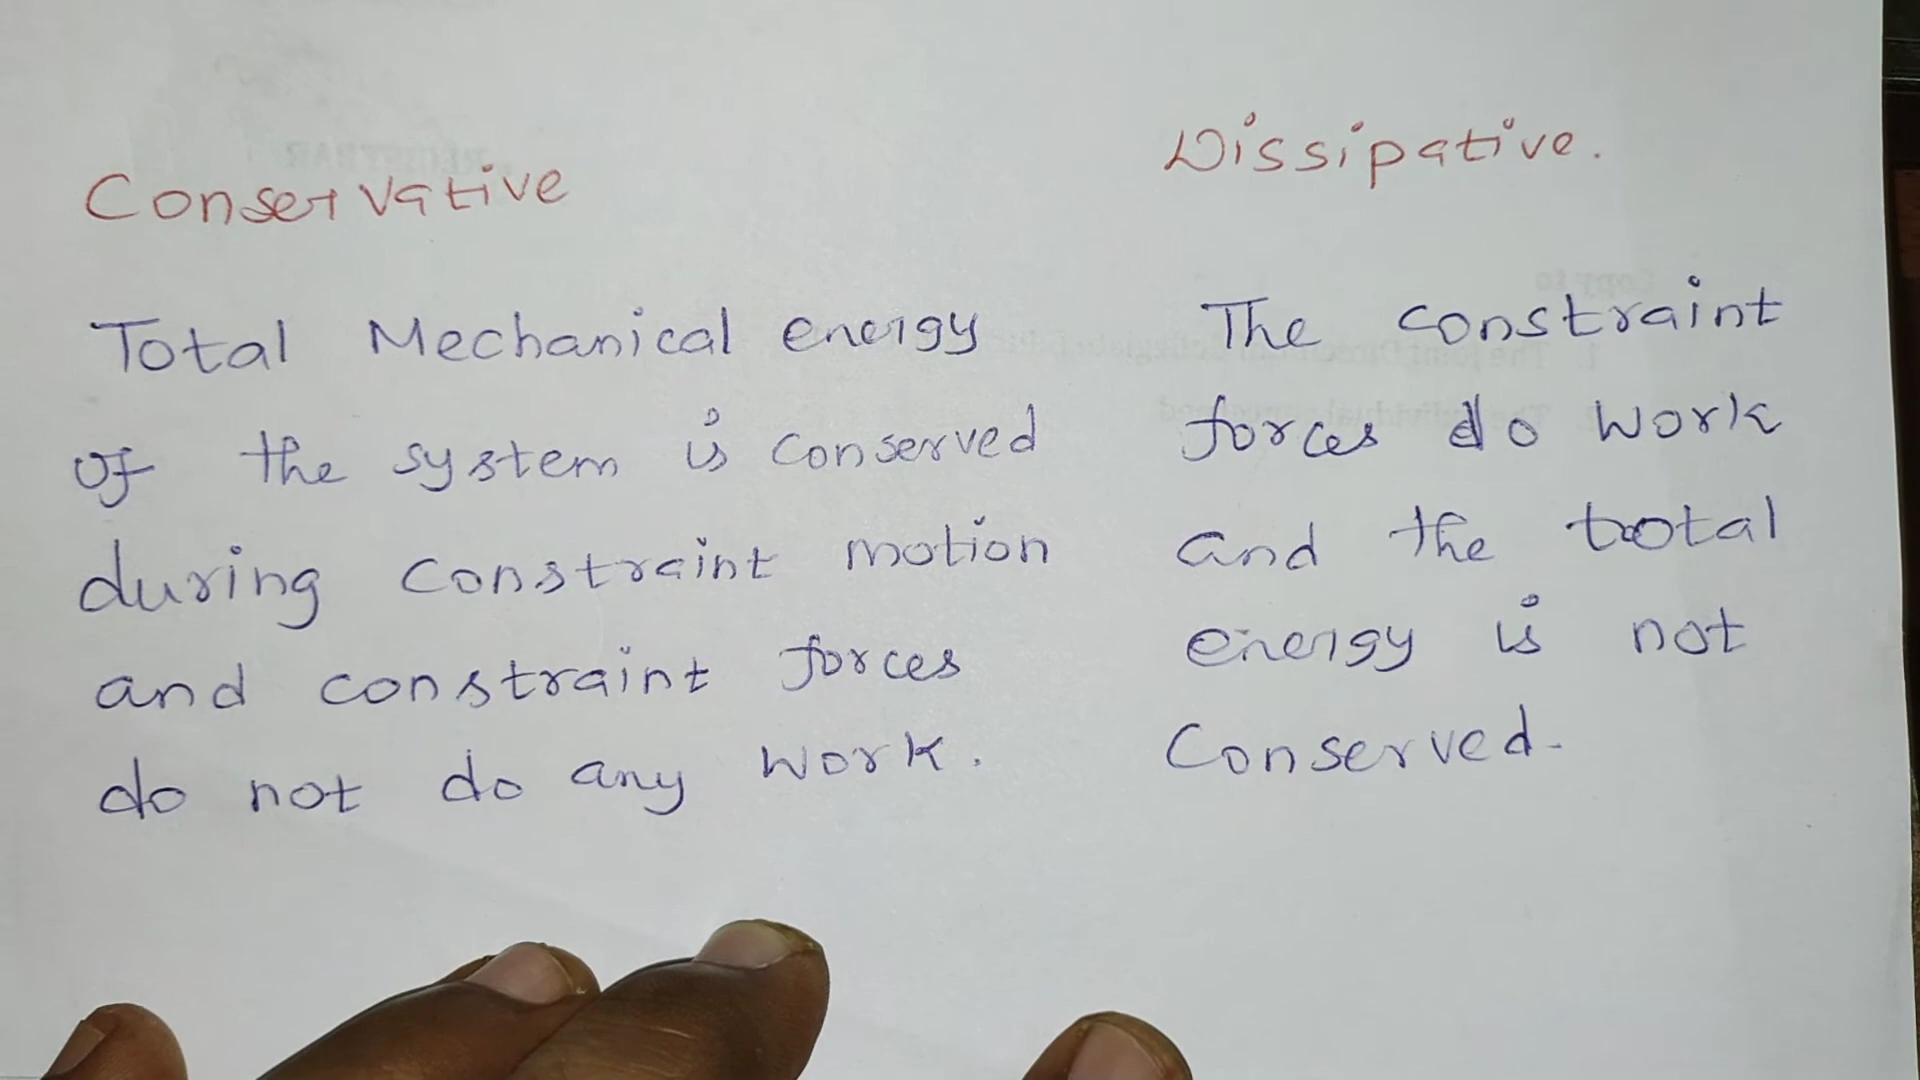 Conservative
Total Mechanical energy
of the system is conserved
during constraint motion
and constraint forces
do not do any work.
Dissipative.
The constraint
forces do work
and the total
energy is not
Conserved.